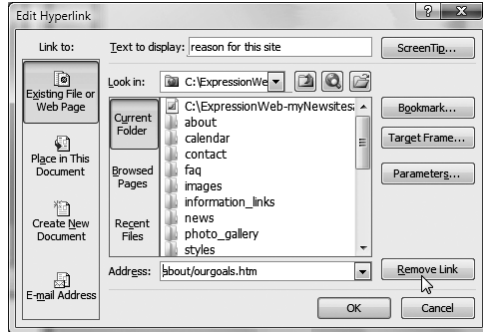 Edit Hyperlink
?
X
Link to:
Text to display: reason for this site
ScreenTip...
Existing File or
Web Page
Look in:
C:\ExpressionWe
Current
Folder
Browsed
Pages
Recent
Files
C:\ExpressionWeb-myNewsites
about
calendar
contact
faq
images
information_links
news
photo_gallery
styles
Bookmark...
Target Frame...
Parameters...
Place in This
Document
Create New
Document
E-mail Address
Address: about/ourgoals.htm
Remove Link
OK
Cancel